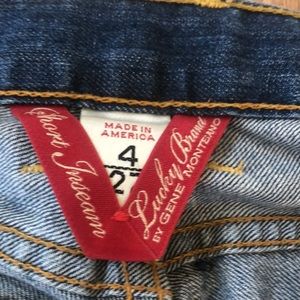 Short Inseam
MADE IN
AMERICA
4
27
Lucky Brand
BY GENE MONTESANO